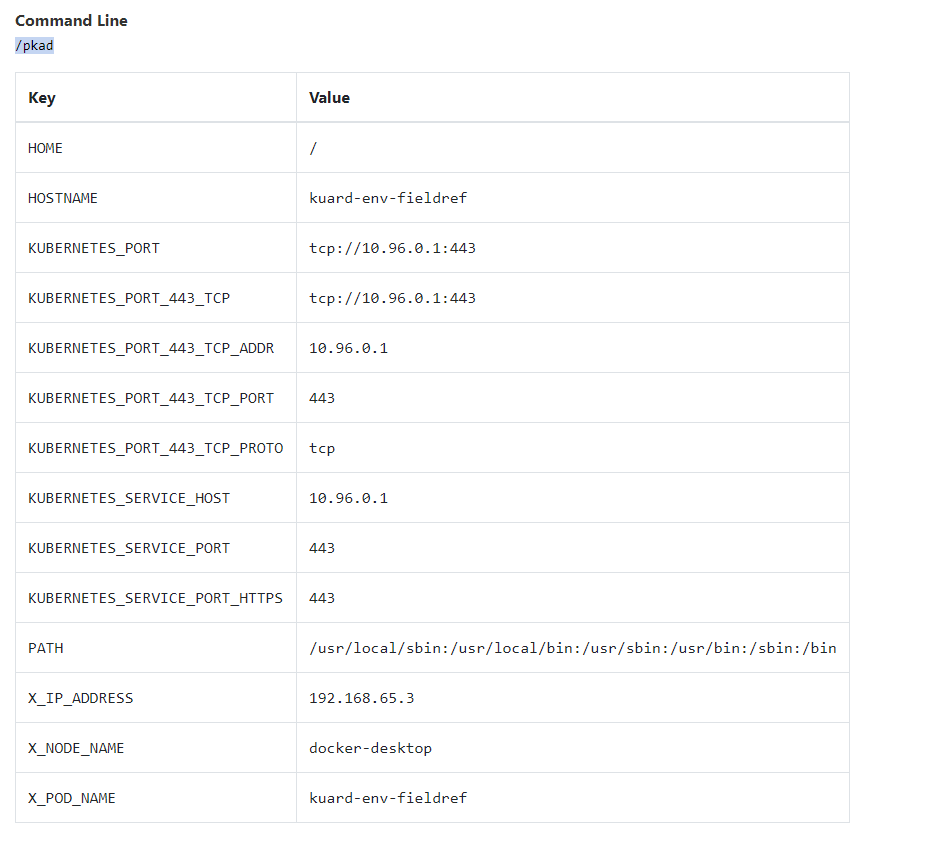 Command Line
/pkad
Key Value
HOME /
HOSTNAME kuard-env-fieldref
KUBERNETES_PORT tcp://10.96.0.1:443
KUBERNETES_PORT_443_TCP tcp://10.96.0.1:443
KUBERNETES_PORT_443_TCP_ADDR 10.96.0.1
KUBERNETES_PORT_443_TCP_PORT 443
KUBERNETES_PORT_443_TCP_PROTO tcp
KUBERNETES_SERVICE_HOST 10.96.0.1
KUBERNETES_SERVICE_PORT 443
KUBERNETES_SERVICE_PORT_HTTPS 443
PATH /usr/local/sbin:/usr/local/bin:/usr/sbin:/usr/bin:/sbin:/bin
X_IP_ADDRESS 192.168.65.3
X_NODE_NAME docker-desktop
X_POD_NAME kuard-env-fieldref